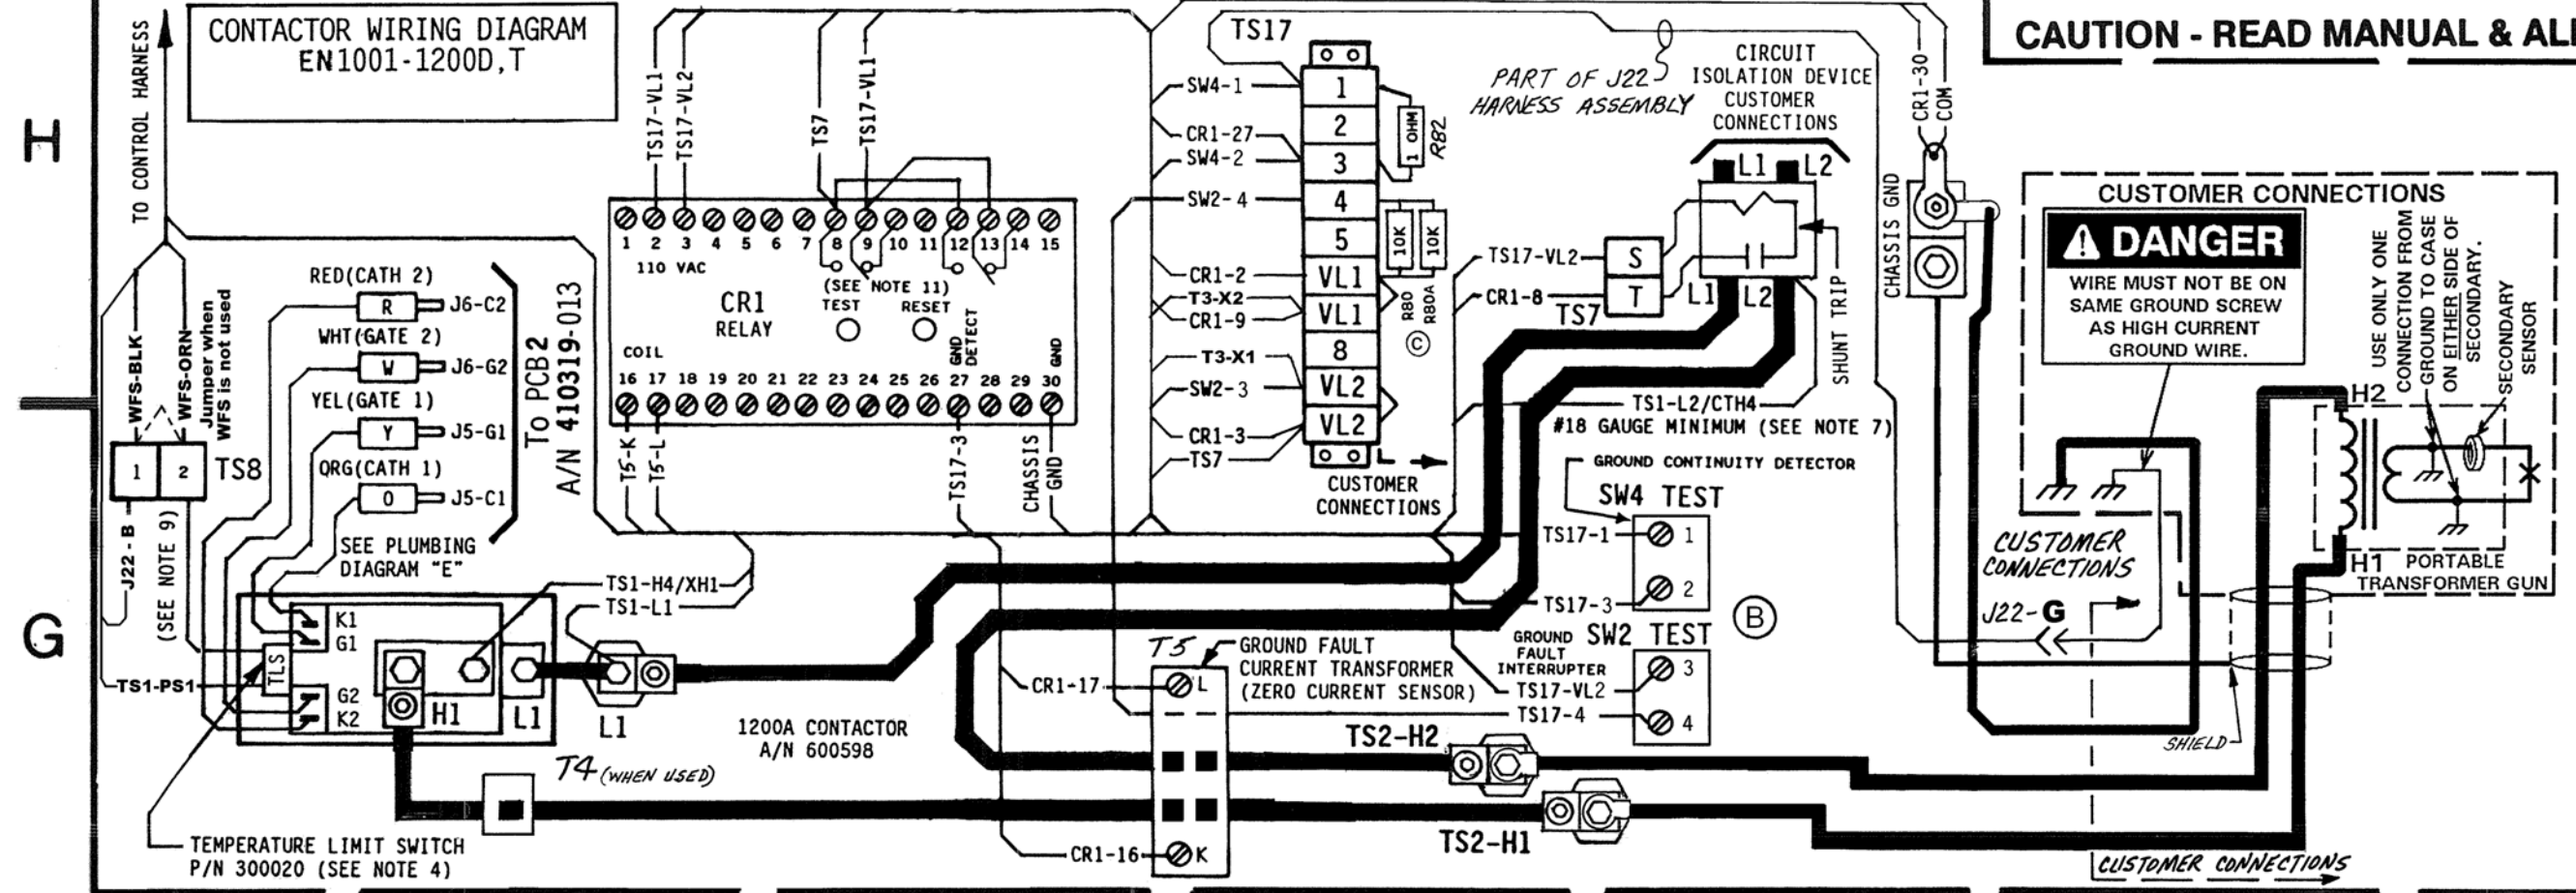 CONTACTOR WIRING DIAGRAM
EN1001-1200D,T
CAUTION - READ MANUAL & ALL
H
G
TO CONTROL HARNESS
WFS-BLK
WFS-ORN
Jumper when
WFS is not used
1 2 TS8
J22 - B
(SEE NOTE 9)
RED(CATH 2)
R J6-C2
WHT(GATE 2)
W J6-G2
YEL(GATE 1)
Y J5-G1
ORG(CATH 1)
O J5-C1
To PCB2
A/N 410319-013
SEE PLUMBING
DIAGRAM "E"
TS17-VL1
TS17-VL2
TS7
TS17-VL1
1 2 3 4 5 6 7 8 9 10 11 12 13 14 15
110 VAC
(SEE NOTE 11)
TEST RESET
CR1
RELAY
COIL
GND
DETECT
GND
16 17 18 19 20 21 22 23 24 25 26 27 28 29 30
T5-K
T5-L
TS17-3
CHASSIS
GND
TS17
SW4-1
CR1-27
SW4-2
SW2-4
CR1-2
T3-X2
CR1-9
T3-X1
SW2-3
CR1-3
TS7
1
2
3
4
5
VL1
VL1
8
VL2
VL2
1 OHM
R82
10K
10K
R80
R80A
C
CUSTOMER
CONNECTIONS
PART OF J22
HARNESS ASSEMBLY
CIRCUIT
ISOLATION DEVICE
CUSTOMER
CONNECTIONS
L1 L2
TS17-VL2 S
CR1-8 T
TS7
L1 L2
SHUNT TRIP
TS1-L2/CTH4
#18 GAUGE MINIMUM (SEE NOTE 7)
GROUND CONTINUITY DETECTOR
SW4 TEST
TS17-1 1
2
TS17-3
B
GROUND
FAULT
INTERRUPTER
SW2 TEST
3
TS17-VL2
TS17-4 4
CR1-30
COM
CHASSIS GND
CUSTOMER CONNECTIONS
DANGER
WIRE MUST NOT BE ON
SAME GROUND SCREW
AS HIGH CURRENT
GROUND WIRE.
USE ONLY ONE
CONNECTION FROM
GROUND TO CASE
ON EITHER SIDE OF
SECONDARY.
SECONDARY
SENSOR
H2
H1
PORTABLE
TRANSFORMER GUN
CUSTOMER
CONNECTIONS
J22-G
SHIELD
CUSTOMER CONNECTIONS
TS1-H4/XH1
TS1-L1
K1
G1
TLS
G2
K2
TS1-PS1
H1
L1
L1
1200A CONTACTOR
A/N 600598
T4 (WHEN USED)
T5
GROUND FAULT
CURRENT TRANSFORMER
(ZERO CURRENT SENSOR)
CR1-17 L
CR1-16 K
TS2-H2
TS2-H1
TEMPERATURE LIMIT SWITCH
P/N 300020 (SEE NOTE 4)